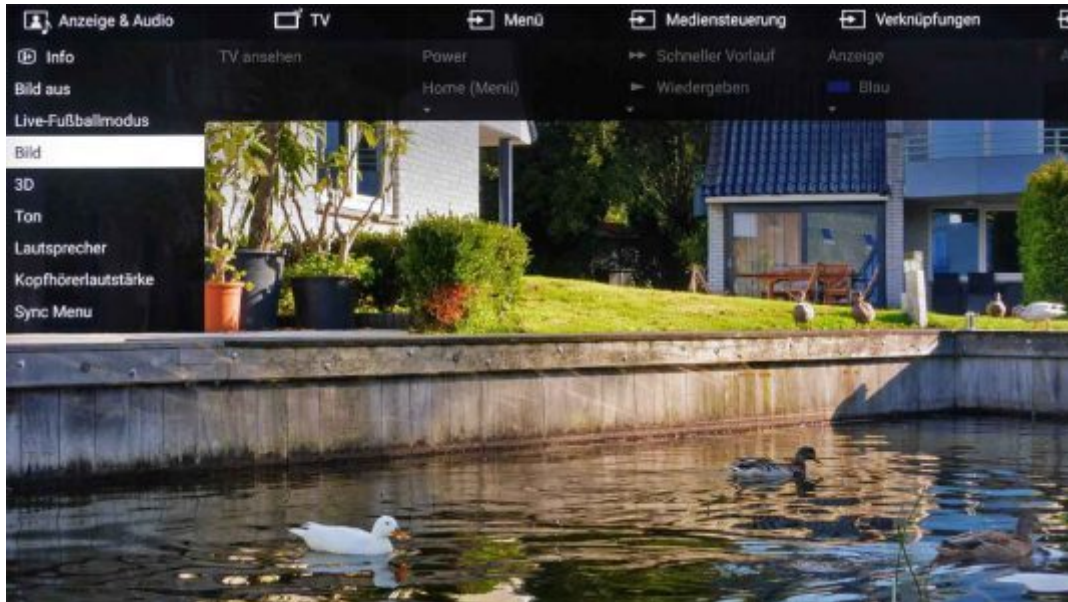 Anzeige & Audio
TV
Menü
Mediensteuerung
Verknüpfungen
Info
TV ansehen
Power
Schneller Vorlauf
Anzeige
Bild aus
Home (Menü)
Wiedergeben
Blau
Live-Fußballmodus
Bild
3D
Ton
Lautsprecher
Kopfhörerlautstärke
Sync Menu